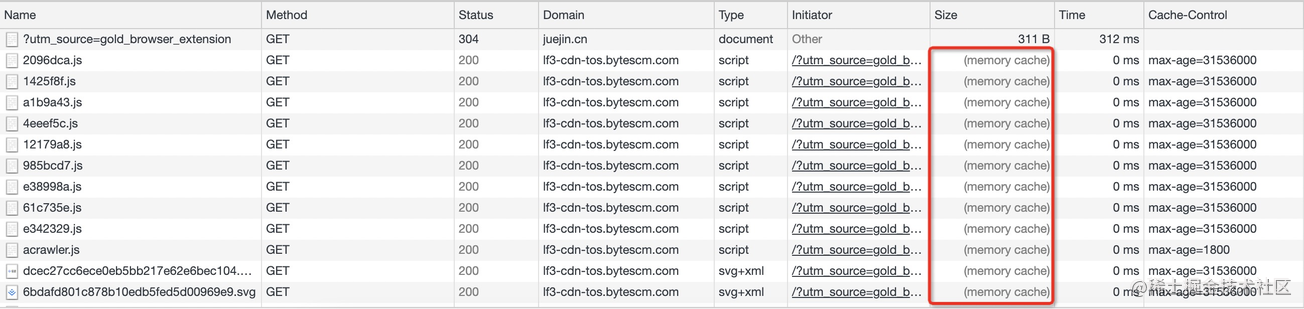 Name Method Status Domain Type Initiator Size Time Cache-Control
?utm_source=gold_browser_extension GET 304 juejin.cn document Other 311 B 312 ms
2096dca.js GET 200 lf3-cdn-tos.bytescm.com script /?utm_source=gold_b... (memory cache) 0 ms max-age=31536000
1425f8f.js GET 200 lf3-cdn-tos.bytescm.com script /?utm_source=gold_b... (memory cache) 0 ms max-age=31536000
a1b9a43.js GET 200 lf3-cdn-tos.bytescm.com script /?utm_source=gold_b... (memory cache) 0 ms max-age=31536000
4eeef5c.js GET 200 lf3-cdn-tos.bytescm.com script /?utm_source=gold_b... (memory cache) 0 ms max-age=31536000
12179a8.js GET 200 lf3-cdn-tos.bytescm.com script /?utm_source=gold_b... (memory cache) 0 ms max-age=31536000
985bcd7.js GET 200 lf3-cdn-tos.bytescm.com script /?utm_source=gold_b... (memory cache) 0 ms max-age=31536000
e38998a.js GET 200 lf3-cdn-tos.bytescm.com script /?utm_source=gold_b... (memory cache) 0 ms max-age=31536000
61c735e.js GET 200 lf3-cdn-tos.bytescm.com script /?utm_source=gold_b... (memory cache) 0 ms max-age=31536000
e342329.js GET 200 lf3-cdn-tos.bytescm.com script /?utm_source=gold_b... (memory cache) 0 ms max-age=31536000
acrawler.js GET 200 lf3-cdn-tos.bytescm.com script /?utm_source=gold_b... (memory cache) 0 ms max-age=1800
dcec27cc6ece0eb5bb217e62e6bec104.... GET 200 lf3-cdn-tos.bytescm.com svg+xml /?utm_source=gold_b... (memory cache) 0 ms max-age=31536000
6bdafd801c878b10edb5fed5d00969e9.svg GET 200 lf3-cdn-tos.bytescm.com svg+xml /?utm_source=gold_b... (memory cache) 0 ms max-age=31536000
@稀土掘金技术社区